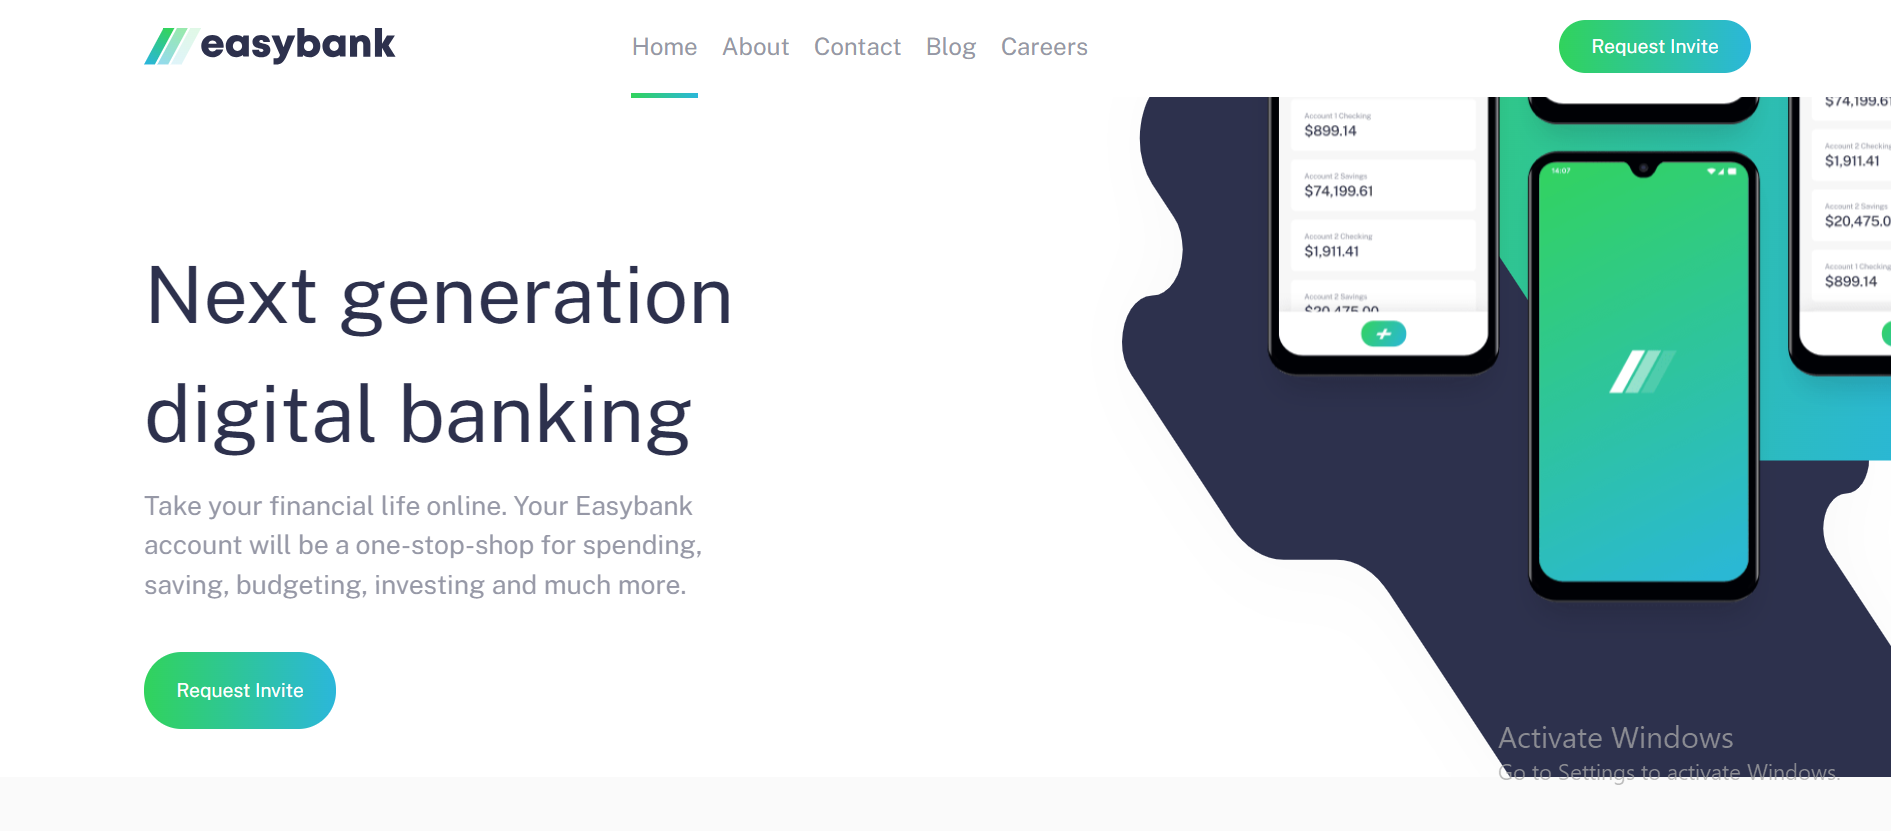 easybank
Home About Contact Blog Careers
Request Invite
Next generation
digital banking
Take your financial life online. Your Easybank
account will be a one-stop-shop for spending,
saving, budgeting, investing and much more.
Request Invite
Account 1 Checking
$899.14
Account 2 Savings
$74,199.61
Account 2 Checking
$1,911.41
Account 2 Savings
$20,475.00
14:07
$74,199.61
Account 2 Checking
$1,911.41
Account 2 Savings
$20,475.0
Account 1 Checking
$899.14
Activate Windows
Go to Settings to activate Windows.